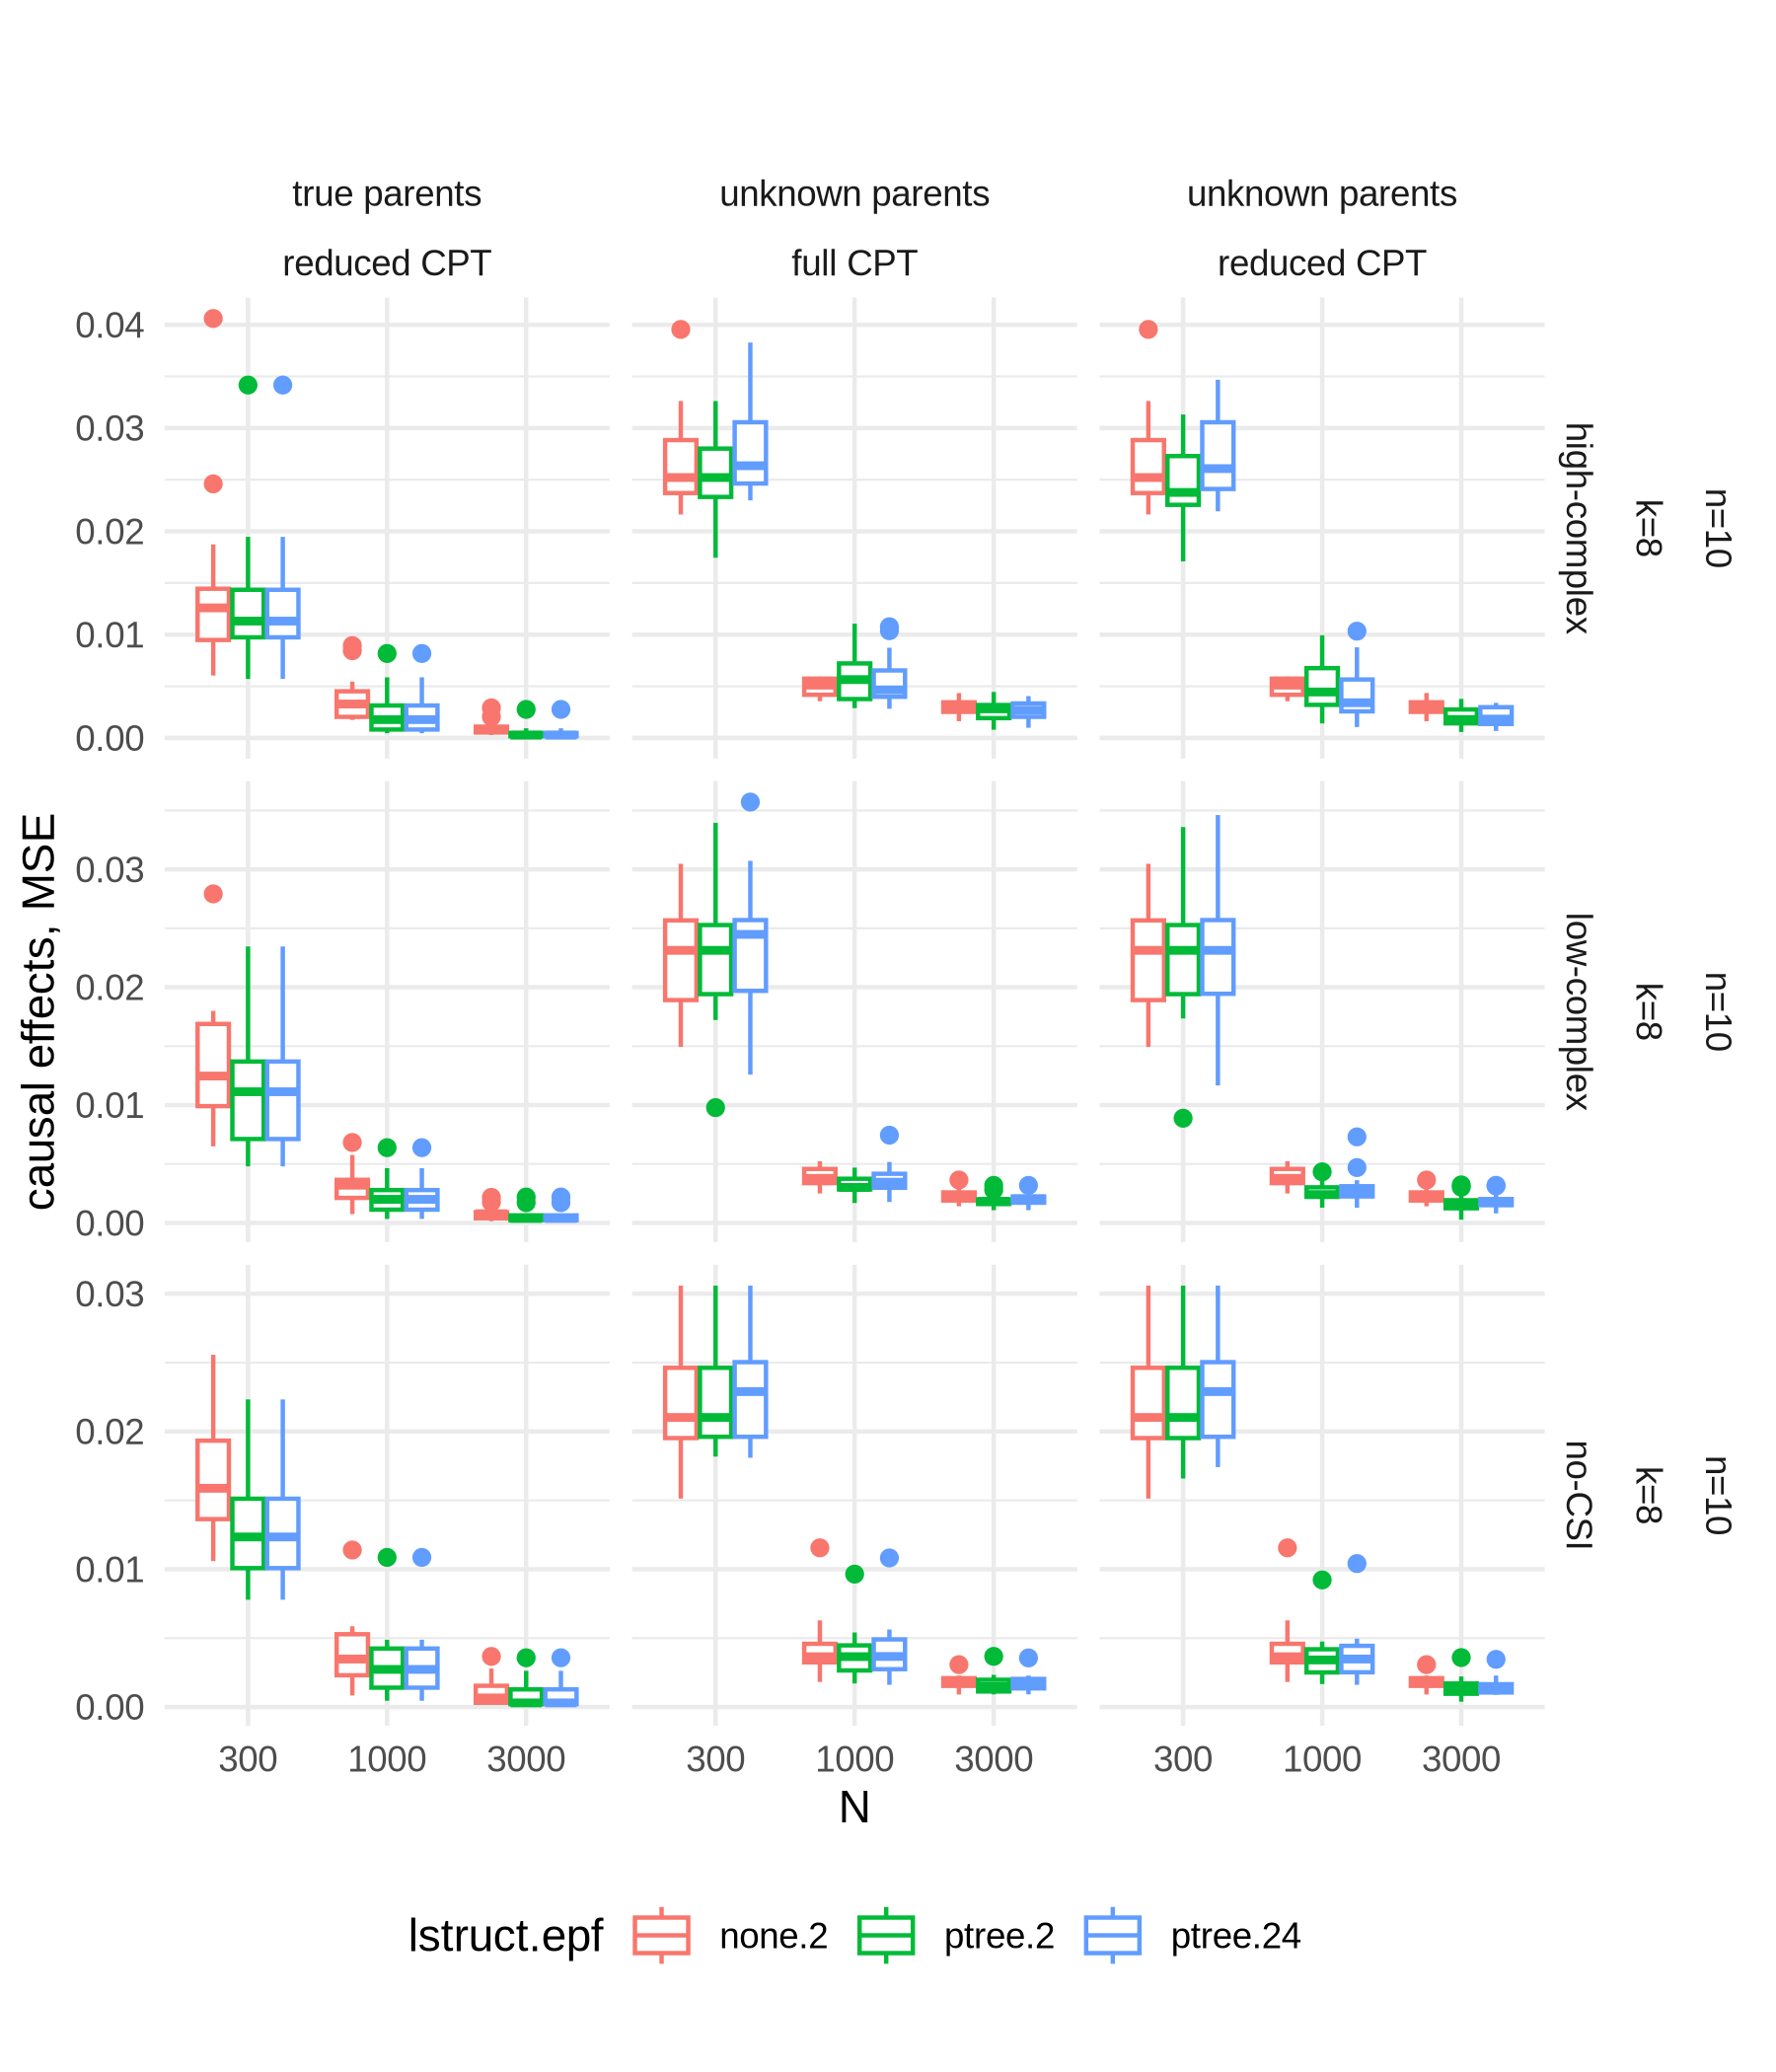 true parents
unknown parents
unknown parents
reduced CPT
full CPT
reduced CPT
0.04
0.03
0.02
0.01
0.00
high-complex
k=8
n=10
0.03
0.02
0.01
0.00
low-complex
k=8
n=10
0.03
0.02
0.01
0.00
no-CSI
k=8
n=10
causal effects, MSE
300 1000 3000
300 1000 3000
300 1000 3000
N
lstruct.epf none.2 ptree.2 ptree.24